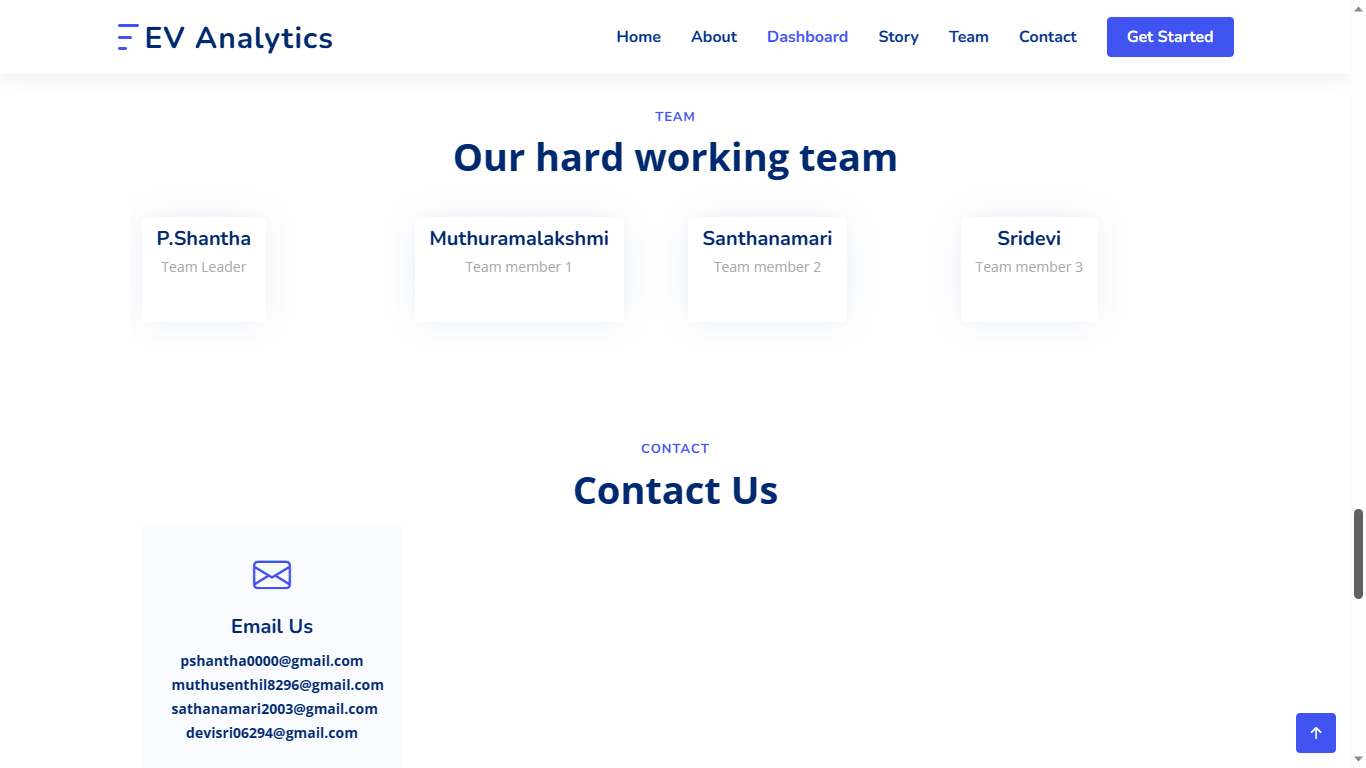 EV Analytics
Home About Dashboard Story Team Contact Get Started
TEAM
Our hard working team
P.Shantha
Team Leader
Muthuramalakshmi
Team member 1
Santhanamari
Team member 2
Sridevi
Team member 3
CONTACT
Contact Us
Email Us
pshantha0000@gmail.com
muthusenthil8296@gmail.com
sathanamari2003@gmail.com
devisri06294@gmail.com